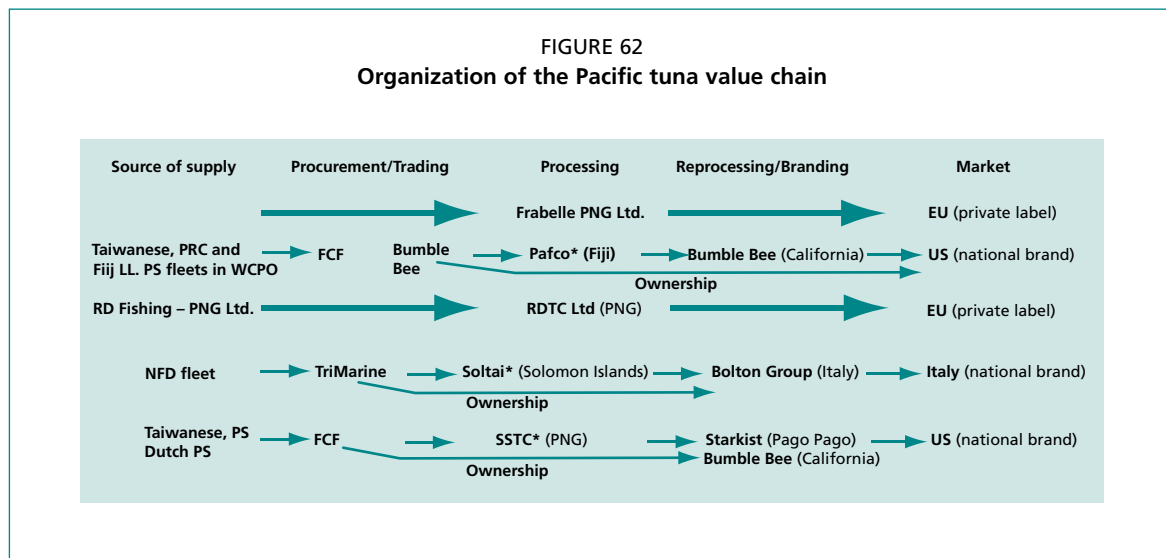 FIGURE 62
Organization of the Pacific tuna value chain
Source of supply Procurement/Trading Processing Reprocessing/Branding Market
Frabelle PNG Ltd. EU (private label)
Taiwanese, PRC and
Fiij LL. PS fleets in WCPO
FCF
Bumble
Bee
Pafco* (Fiji) Bumble Bee (California) US (national brand)
Ownership
RD Fishing – PNG Ltd. RDTC Ltd (PNG) EU (private label)
NFD fleet TriMarine Soltai* (Solomon Islands) Bolton Group (Italy) Italy (national brand)
Ownership
Taiwanese, PS
Dutch PS
FCF SSTC* (PNG) Starkist (Pago Pago) US (national brand)
Bumble Bee (California)
Ownership